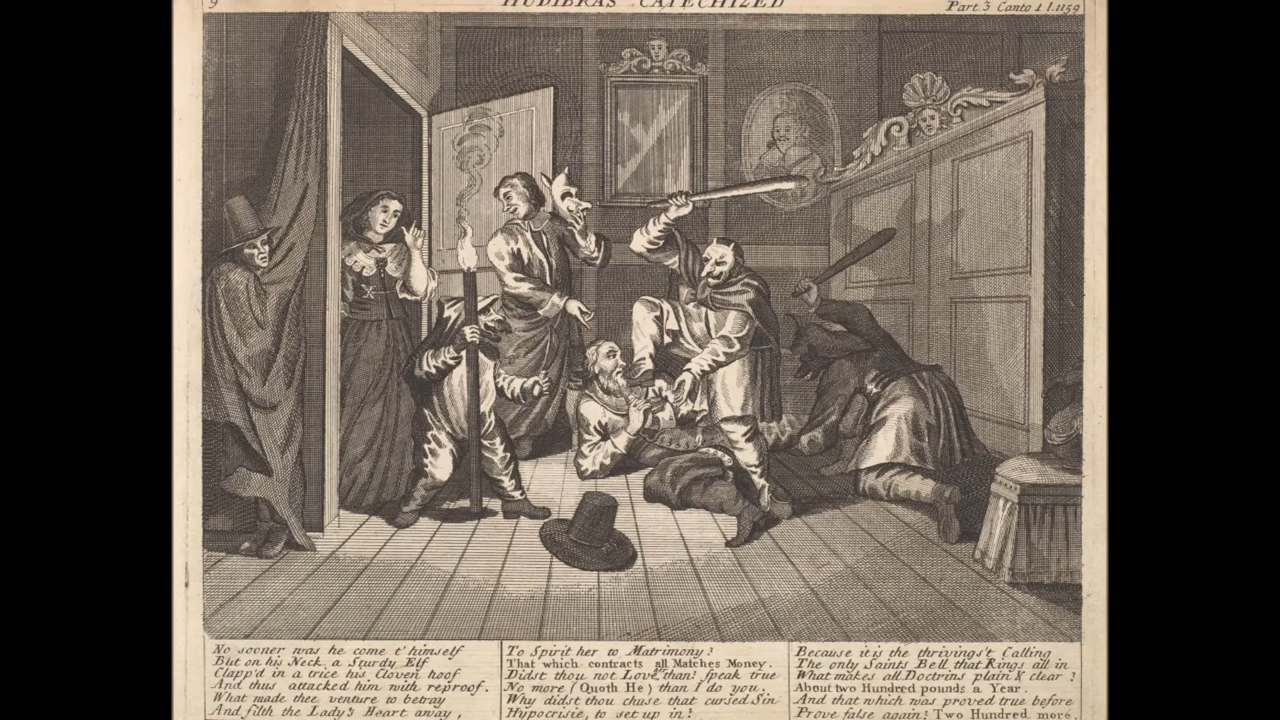 9
HUDIBRAS CATECHIZED
Part 3 Canto 1 l.1159
No sooner was he come t' himself
But on his Neck a Sturdy Elf
Clapp'd in a trice his Cloven hoof
And thus attacked him with reproof.
What made thee venture to betray
And filth the Lady's Heart away,
To Spirit her to Matrimony?
That which contracts all Matches Money.
Didst thou not Love her than? speak true
No more (Quoth He) than I do you.
Why didst thou chuse that cursed Sin
Hypocrisie, to set up in?
Because it is the thriving't Calling
The only Saints Bell that Rings all in
What makes all Doctrins plain & clear?
About two Hundred pounds a Year.
And that which was proved true before
Prove false again? Two Hundred more.